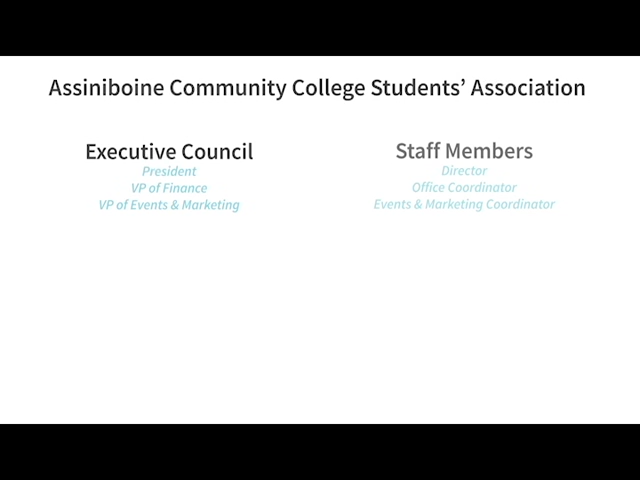 Assiniboine Community College Students’ Association
Executive Council
President
VP of Finance
VP of Events & Marketing
Staff Members
Director
Office Coordinator
Events & Marketing Coordinator